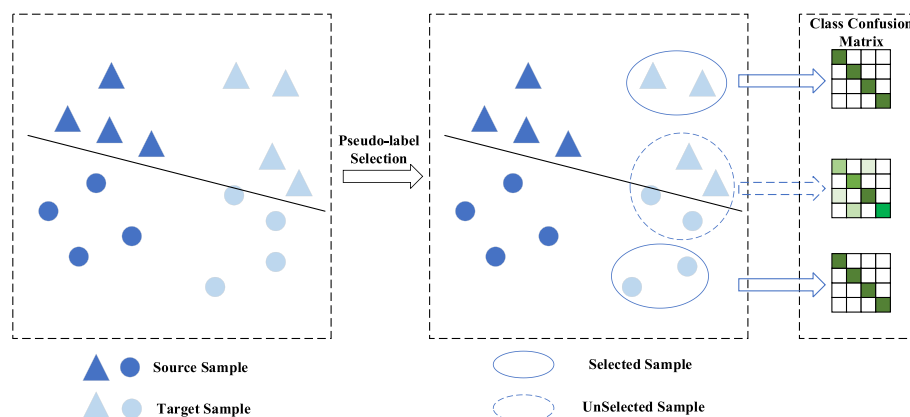 Class Confusion
Matrix
Pseudo-label
Selection
Source Sample
Selected Sample
Target Sample
UnSelected Sample